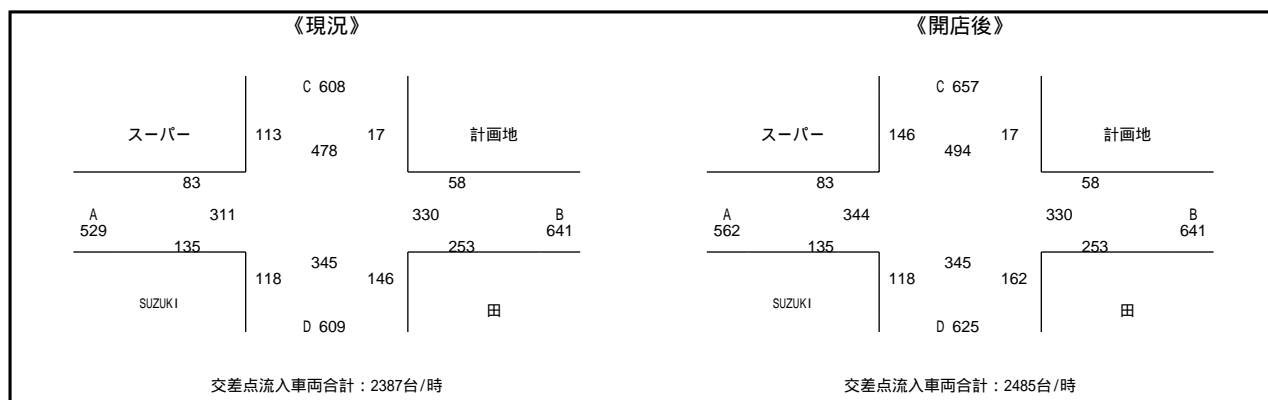 《現況》
C 608
スーパー 113 17 計画地
478
83 58
A 311 330 B
529 641
135 253
345
118 146
SUZUKI 田
D 609
交差点流入車両合計：2387台/時
《開店後》
C 657
スーパー 146 17 計画地
494
83 58
A 344 330 B
562 641
135 253
345
118 162
SUZUKI 田
D 625
交差点流入車両合計：2485台/時